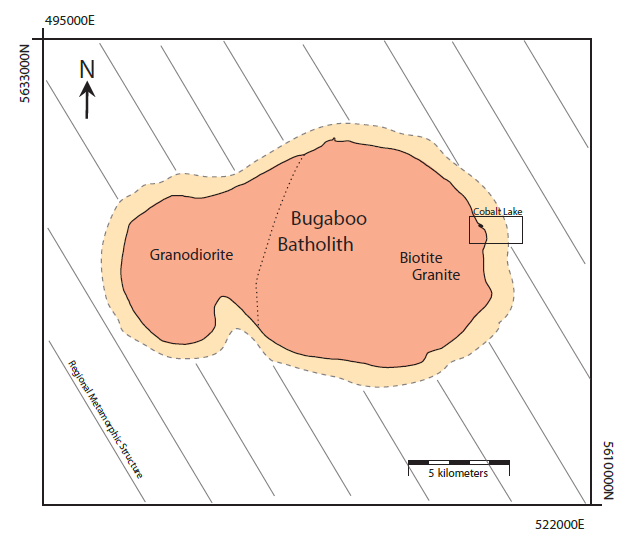 495000E
5633000N
N
Cobalt Lake
Bugaboo
Batholith
Granodiorite
Biotite
Granite
Regional Metamorphic Structure
5 kilometers
5610000N
522000E